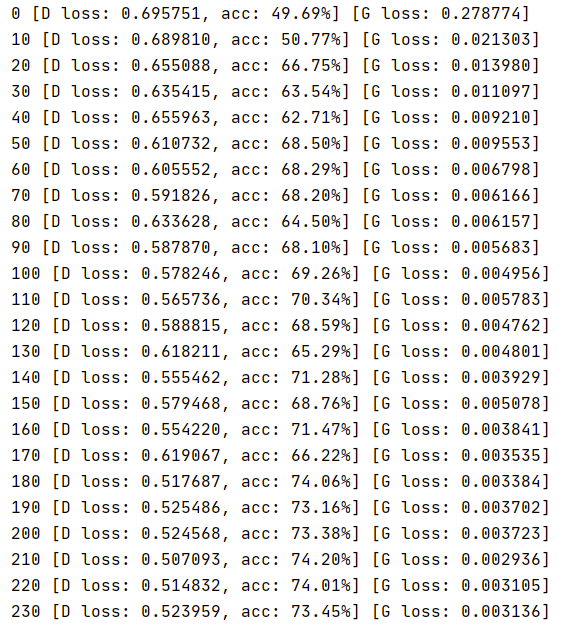 0 [D loss: 0.695751, acc: 49.69%] [G loss: 0.278774]
10 [D loss: 0.689810, acc: 50.77%] [G loss: 0.021303]
20 [D loss: 0.655088, acc: 66.75%] [G loss: 0.013980]
30 [D loss: 0.635415, acc: 63.54%] [G loss: 0.011097]
40 [D loss: 0.655963, acc: 62.71%] [G loss: 0.009210]
50 [D loss: 0.610732, acc: 68.50%] [G loss: 0.009553]
60 [D loss: 0.605552, acc: 68.29%] [G loss: 0.006798]
70 [D loss: 0.591826, acc: 68.20%] [G loss: 0.006166]
80 [D loss: 0.633628, acc: 64.50%] [G loss: 0.006157]
90 [D loss: 0.587870, acc: 68.10%] [G loss: 0.005683]
100 [D loss: 0.578246, acc: 69.26%] [G loss: 0.004956]
110 [D loss: 0.565736, acc: 70.34%] [G loss: 0.005783]
120 [D loss: 0.588815, acc: 68.59%] [G loss: 0.004762]
130 [D loss: 0.618211, acc: 65.29%] [G loss: 0.004801]
140 [D loss: 0.555462, acc: 71.28%] [G loss: 0.003929]
150 [D loss: 0.579468, acc: 68.76%] [G loss: 0.005078]
160 [D loss: 0.554220, acc: 71.47%] [G loss: 0.003841]
170 [D loss: 0.619067, acc: 66.22%] [G loss: 0.003535]
180 [D loss: 0.517687, acc: 74.06%] [G loss: 0.003384]
190 [D loss: 0.525486, acc: 73.16%] [G loss: 0.003702]
200 [D loss: 0.524568, acc: 73.38%] [G loss: 0.003723]
210 [D loss: 0.507093, acc: 74.20%] [G loss: 0.002936]
220 [D loss: 0.514832, acc: 74.01%] [G loss: 0.003105]
230 [D loss: 0.523959, acc: 73.45%] [G loss: 0.003136]